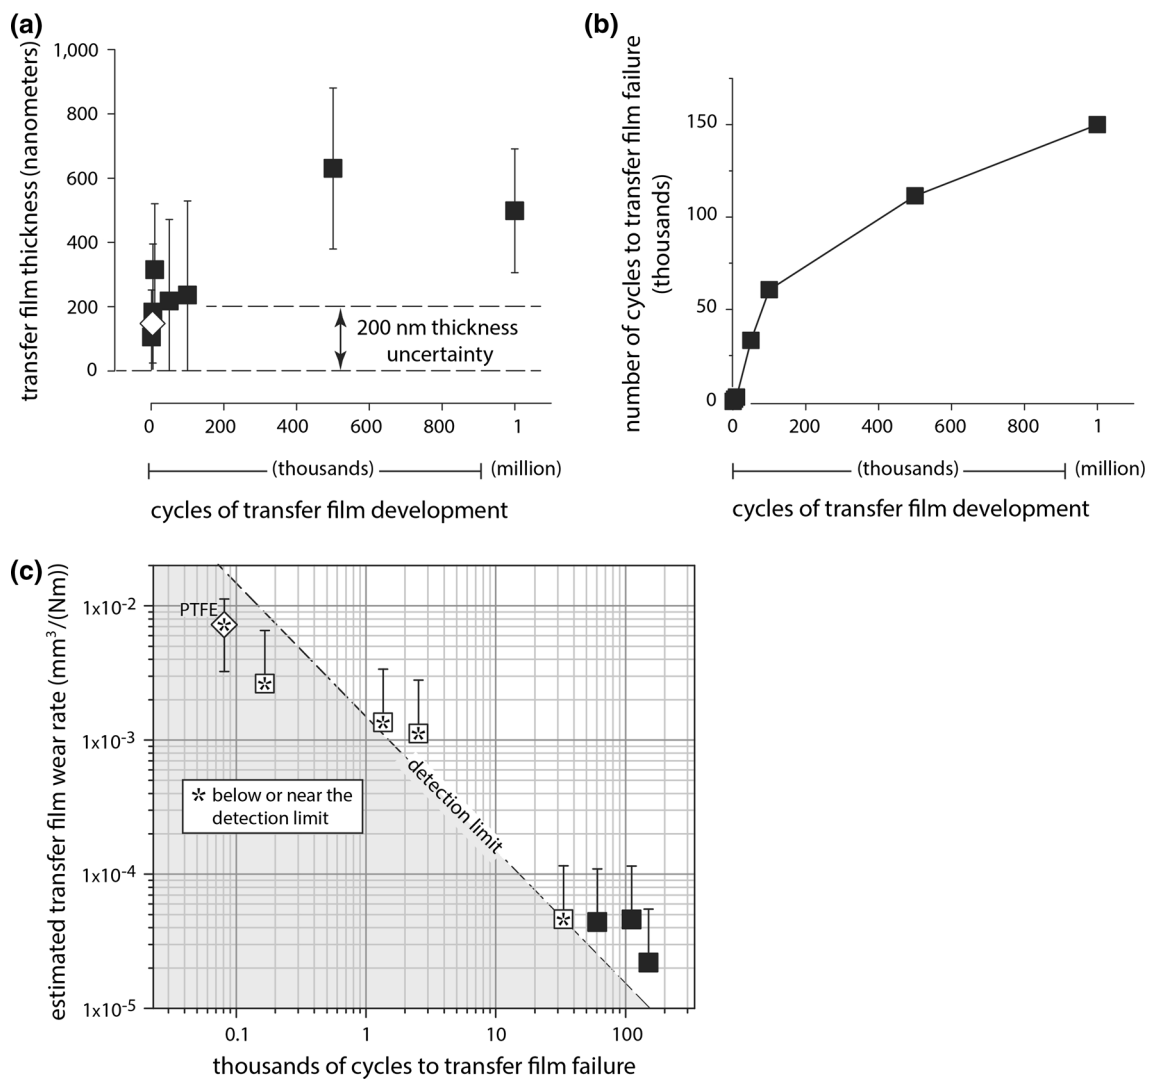 (a)
transfer film thickness (nanometers)
1,000
800
600
400
200
0
200 nm thickness
uncertainty
0 200 400 600 800 1
(thousands) (million)
cycles of transfer film development
(b)
number of cycles to transfer film failure
(thousands)
150
100
50
0
0 200 400 600 800 1
(thousands) (million)
cycles of transfer film development
(c)
estimated transfer film wear rate (mm³/(Nm))
1x10⁻²
1x10⁻³
1x10⁻⁴
1x10⁻⁵
PTFE
detection limit
* below or near the
detection limit
0.1 1 10 100
thousands of cycles to transfer film failure